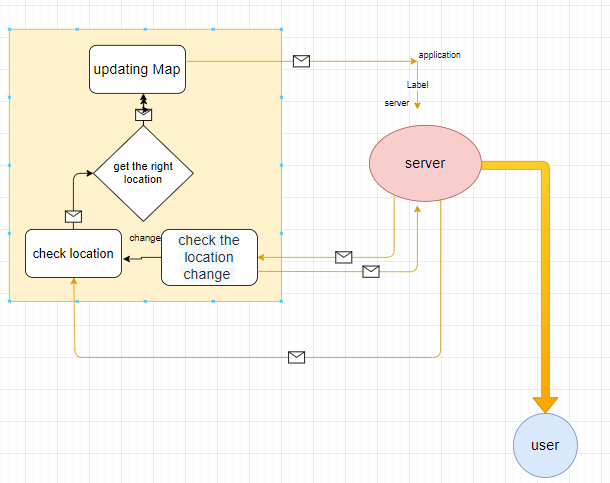 application
updating Map
Label
server
get the right
location
server
change
check location
check the
location
change
user